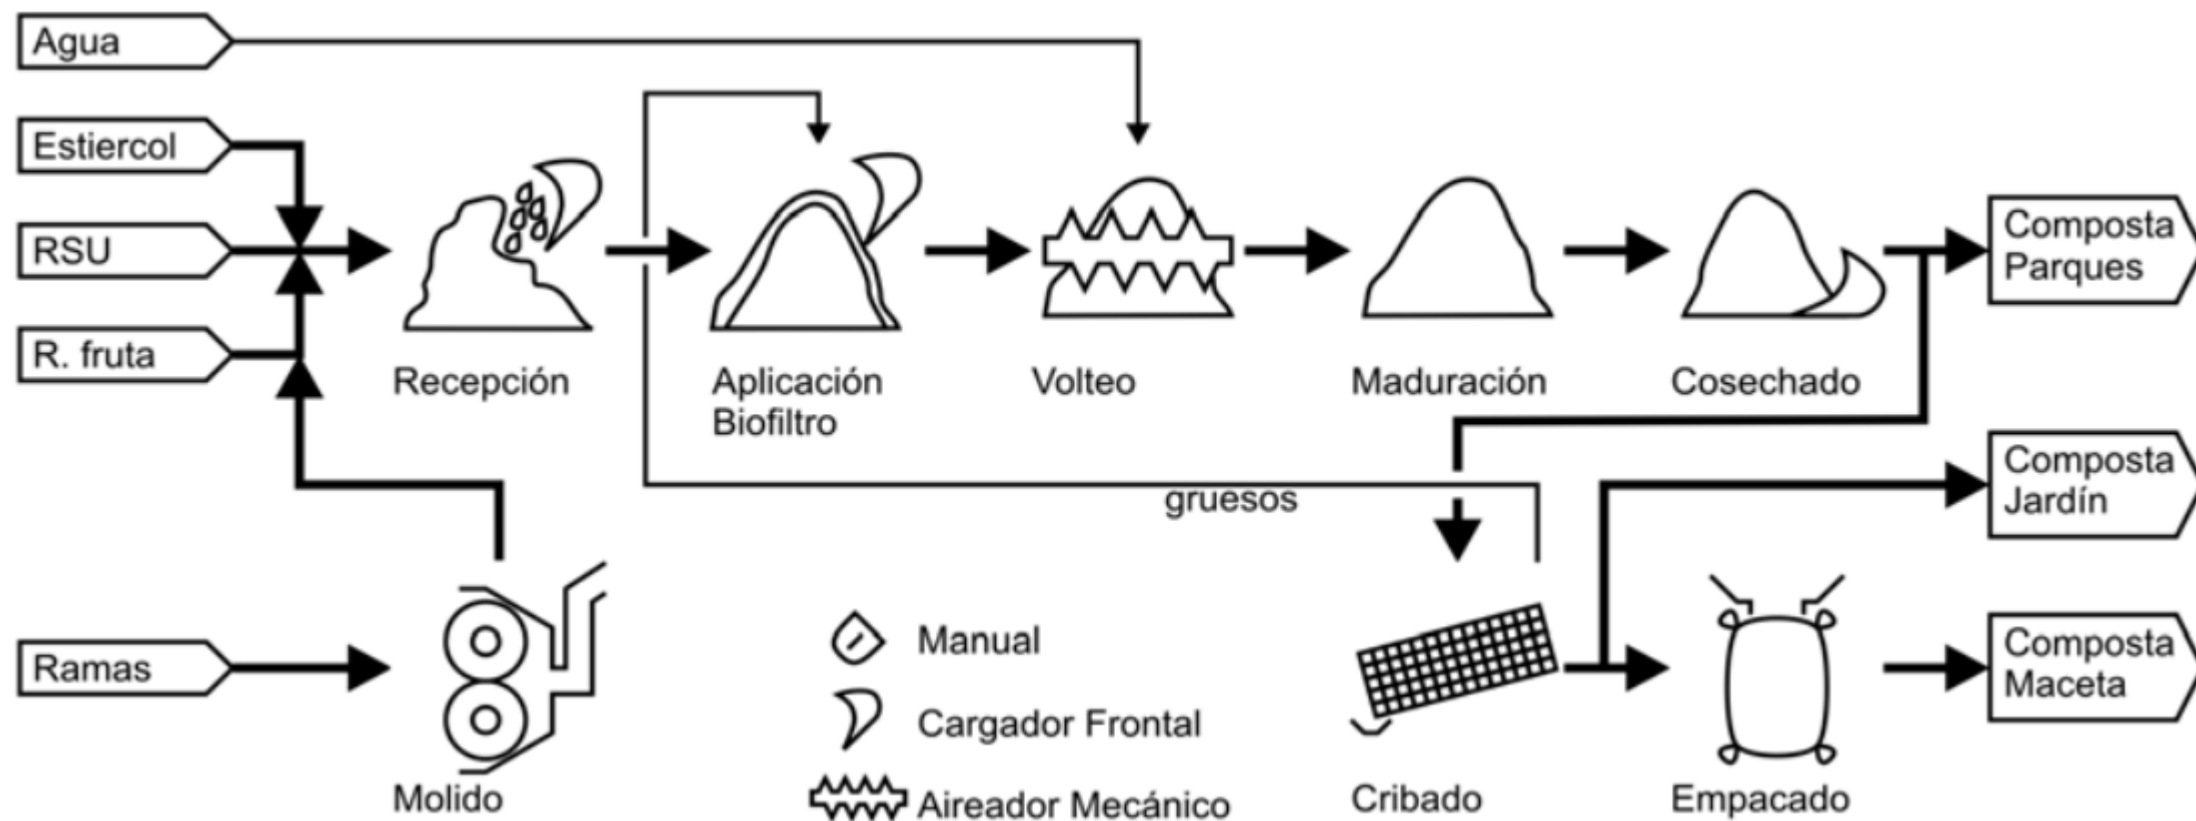 Agua
Estiercol
RSU
R. fruta
Ramas
Recepción
Aplicación
Biofiltro
Volteo
Maduración
Cosechado
Composta
Parques
gruesos
Composta
Jardín
Composta
Maceta
Molido
Manual
Cargador Frontal
Aireador Mecánico
Cribado
Empacado